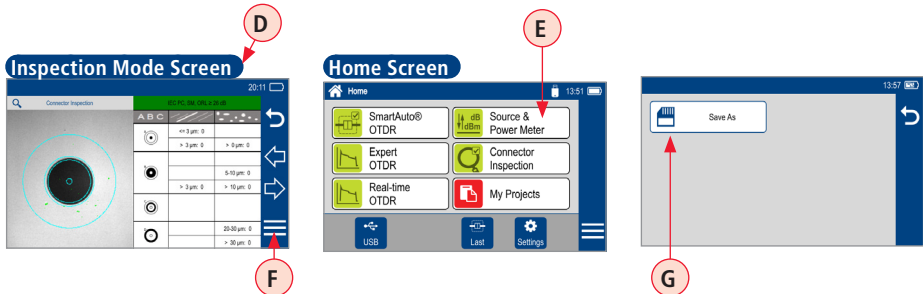 D
E
Inspection Mode Screen
20:11
Connector Inspection
IEC PC, SM, ORL ≥ 26 dB
A B C
<= 3 µm: 0
> 3 µm: 0 > 0 µm: 0
5-10 µm: 0
> 3 µm: 0 > 10 µm: 0
20-30 µm: 0
> 30 µm: 0
F
Home Screen
Home
13:51
SmartAuto®
OTDR
dB
dBm
Source &
Power Meter
Expert
OTDR
Connector
Inspection
Real-time
OTDR
My Projects
USB
Last
Settings
13:57
Save As
G